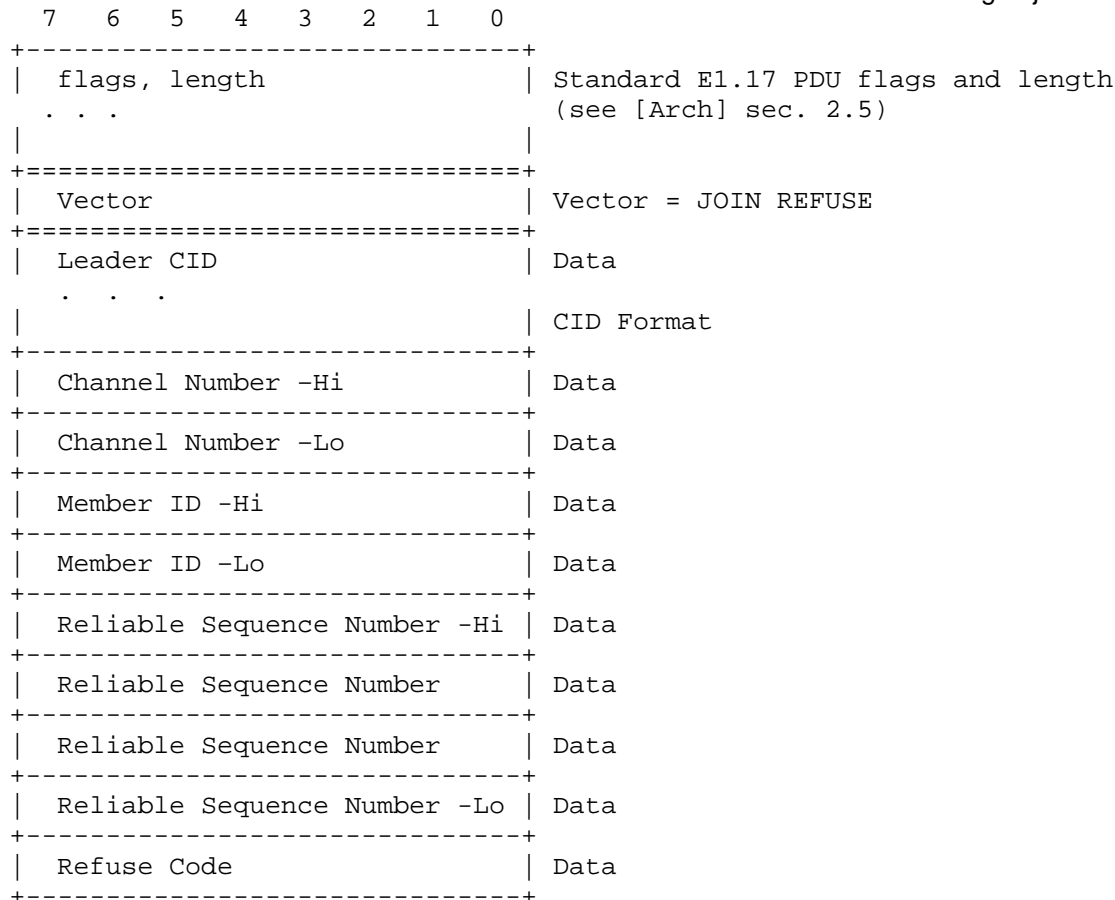 7 6 5 4 3 2 1 0
+-------------------------------+
| flags, length | Standard E1.17 PDU flags and length
. . . (see [Arch] sec. 2.5)
| |
+===============================+
| Vector | Vector = JOIN REFUSE
+===============================+
| Leader CID | Data
. . .
| | CID Format
+-------------------------------+
| Channel Number –Hi | Data
+-------------------------------+
| Channel Number –Lo | Data
+-------------------------------+
| Member ID -Hi | Data
+-------------------------------+
| Member ID –Lo | Data
+-------------------------------+
| Reliable Sequence Number -Hi | Data
+-------------------------------+
| Reliable Sequence Number | Data
+-------------------------------+
| Reliable Sequence Number | Data
+-------------------------------+
| Reliable Sequence Number -Lo | Data
+-------------------------------+
| Refuse Code | Data
+-------------------------------+